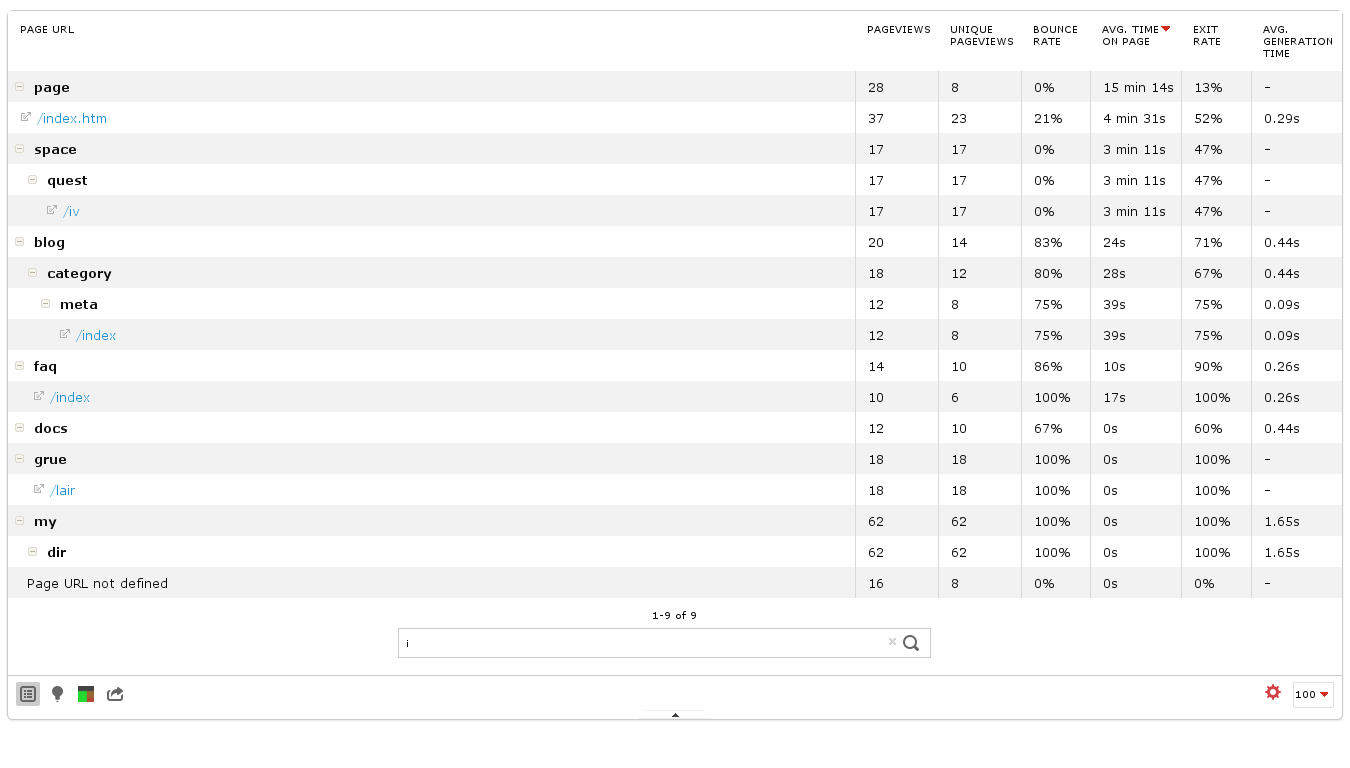 PAGE URL PAGEVIEWS UNIQUE PAGEVIEWS BOUNCE RATE AVG. TIME ON PAGE EXIT RATE AVG. GENERATION TIME
page 28 8 0% 15 min 14s 13% –
/index.htm 37 23 21% 4 min 31s 52% 0.29s
space 17 17 0% 3 min 11s 47% –
quest 17 17 0% 3 min 11s 47% –
/iv 17 17 0% 3 min 11s 47% –
blog 20 14 83% 24s 71% 0.44s
category 18 12 80% 28s 67% 0.44s
meta 12 8 75% 39s 75% 0.09s
/index 12 8 75% 39s 75% 0.09s
faq 14 10 86% 10s 90% 0.26s
/index 10 6 100% 17s 100% 0.26s
docs 12 10 67% 0s 60% 0.44s
grue 18 18 100% 0s 100% –
/lair 18 18 100% 0s 100% –
my 62 62 100% 0s 100% 1.65s
dir 62 62 100% 0s 100% 1.65s
Page URL not defined 16 8 0% 0s 0% –
1-9 of 9
i
100